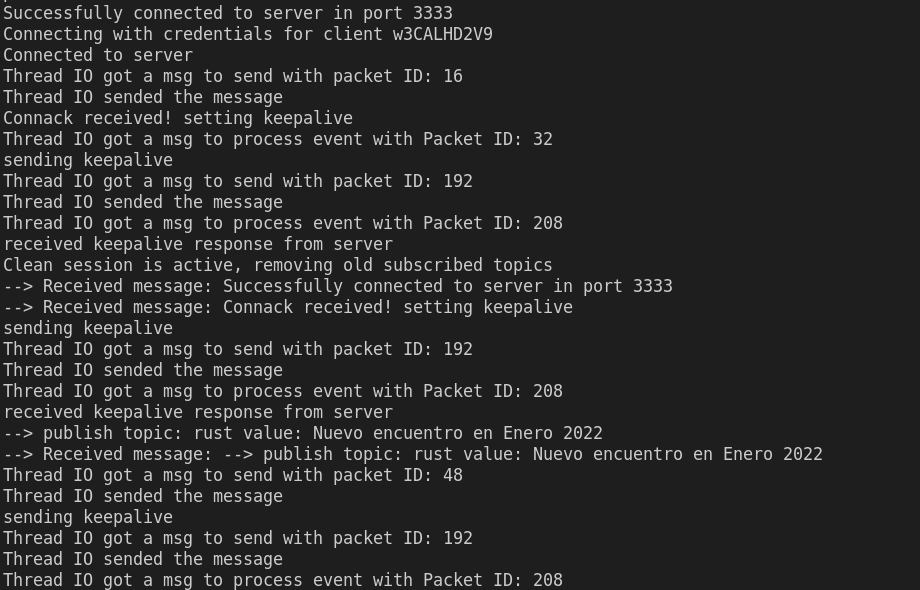 Successfully connected to server in port 3333
Connecting with credentials for client w3CALHD2V9
Connected to server
Thread IO got a msg to send with packet ID: 16
Thread IO sended the message
Connack received! setting keepalive
Thread IO got a msg to process event with Packet ID: 32
sending keepalive
Thread IO got a msg to send with packet ID: 192
Thread IO sended the message
Thread IO got a msg to process event with Packet ID: 208
received keepalive response from server
Clean session is active, removing old subscribed topics
--> Received message: Successfully connected to server in port 3333
--> Received message: Connack received! setting keepalive
sending keepalive
Thread IO got a msg to send with packet ID: 192
Thread IO sended the message
Thread IO got a msg to process event with Packet ID: 208
received keepalive response from server
--> publish topic: rust value: Nuevo encuentro en Enero 2022
--> Received message: --> publish topic: rust value: Nuevo encuentro en Enero 2022
Thread IO got a msg to send with packet ID: 48
Thread IO sended the message
sending keepalive
Thread IO got a msg to send with packet ID: 192
Thread IO sended the message
Thread IO got a msg to process event with Packet ID: 208